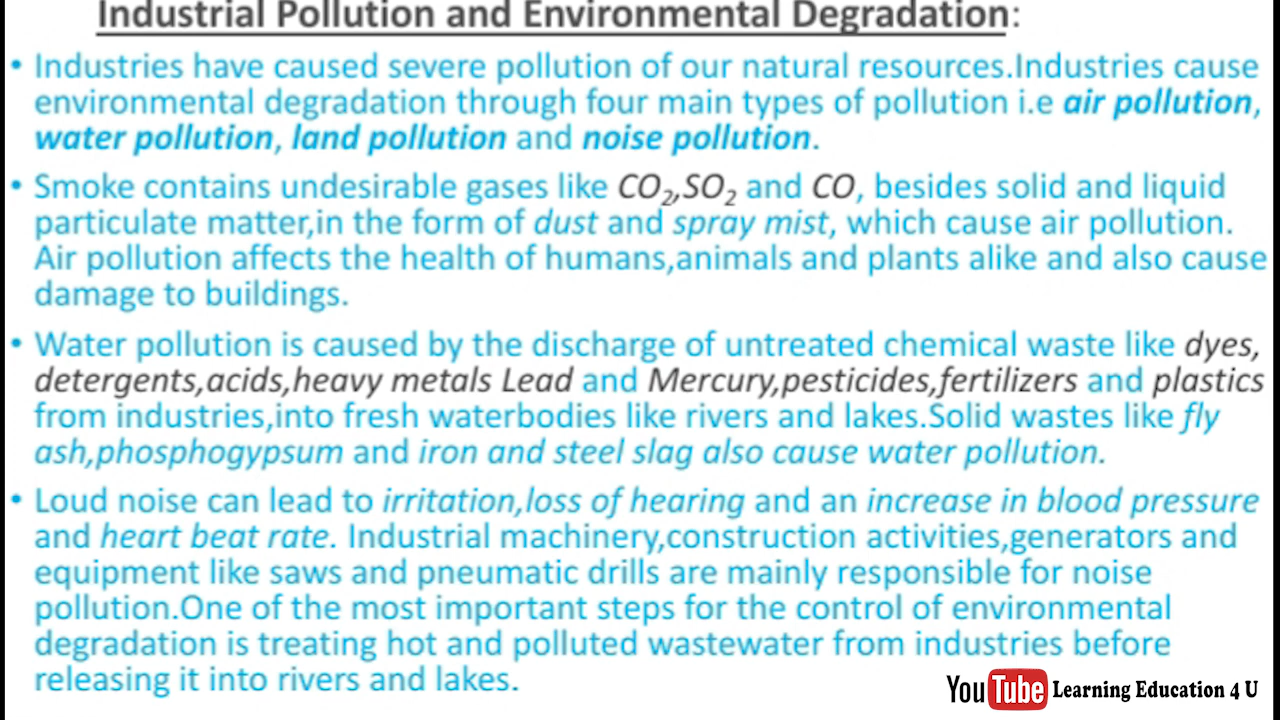 Industrial Pollution and Environmental Degradation:
• Industries have caused severe pollution of our natural resources.Industries cause
environmental degradation through four main types of pollution i.e air pollution,
water pollution, land pollution and noise pollution.
• Smoke contains undesirable gases like CO₂,SO₂ and CO, besides solid and liquid
particulate matter,in the form of dust and spray mist, which cause air pollution.
Air pollution affects the health of humans,animals and plants alike and also cause
damage to buildings.
• Water pollution is caused by the discharge of untreated chemical waste like dyes,
detergents,acids,heavy metals Lead and Mercury,pesticides,fertilizers and plastics
from industries,into fresh waterbodies like rivers and lakes.Solid wastes like fly
ash,phosphogypsum and iron and steel slag also cause water pollution.
• Loud noise can lead to irritation,loss of hearing and an increase in blood pressure
and heart beat rate. Industrial machinery,construction activities,generators and
equipment like saws and pneumatic drills are mainly responsible for noise
pollution.One of the most important steps for the control of environmental
degradation is treating hot and polluted wastewater from industries before
releasing it into rivers and lakes.
YouTube Learning Education 4 U